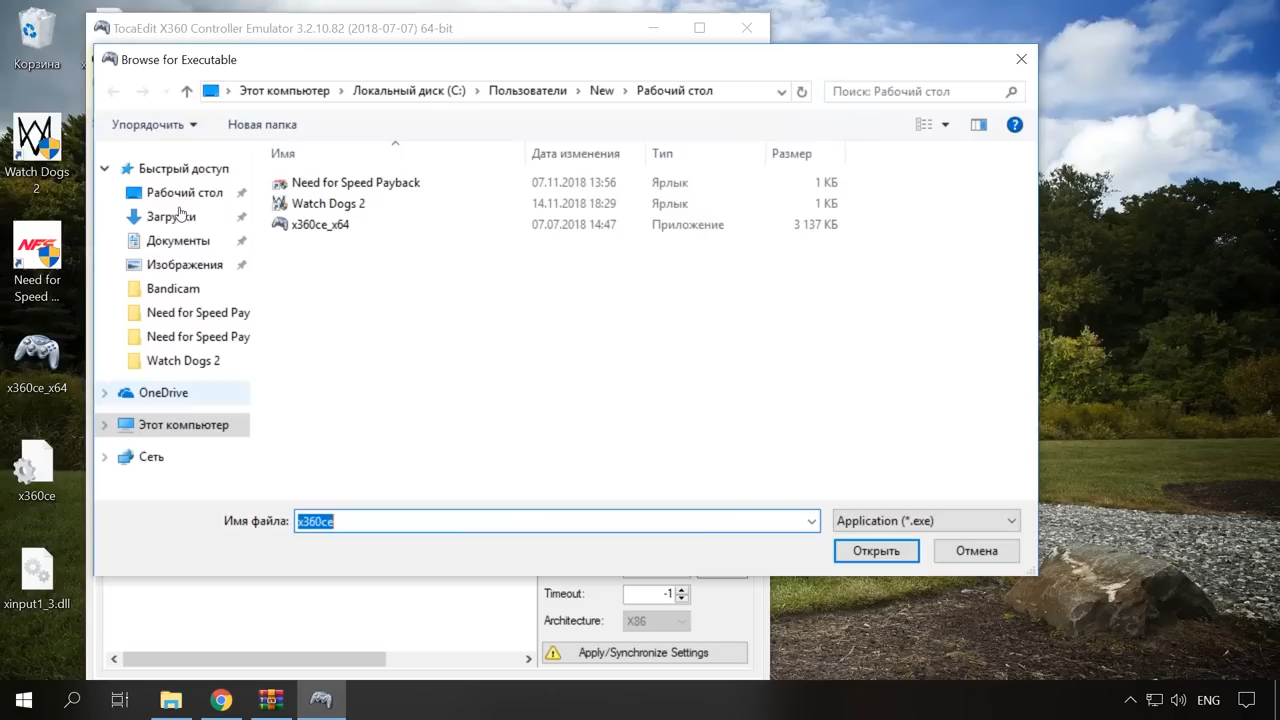 Корзина
Watch Dogs
2
Need for
Speed ...
x360ce_x64
x360ce
xinput1_3.dll
TocaEdit X360 Controller Emulator 3.2.10.82 (2018-07-07) 64-bit
Browse for Executable
Этот компьютер
Локальный диск (C:)
Пользователи
New
Рабочий стол
Поиск: Рабочий стол
Упорядочить
Новая папка
Имя
Дата изменения
Тип
Размер
Быстрый доступ
Рабочий стол
Загрузки
Документы
Изображения
Bandicam
Need for Speed Pay
Need for Speed Pay
Watch Dogs 2
OneDrive
Этот компьютер
Сеть
Need for Speed Payback 07.11.2018 13:56 Ярлык 1 КБ
Watch Dogs 2 14.11.2018 18:29 Ярлык 1 КБ
x360ce_x64 07.07.2018 14:47 Приложение 3 137 КБ
Имя файла: x360ce
Application (*.exe)
Открыть
Отмена
Timeout: -1
Architecture: X86
Apply/Synchronize Settings
ENG